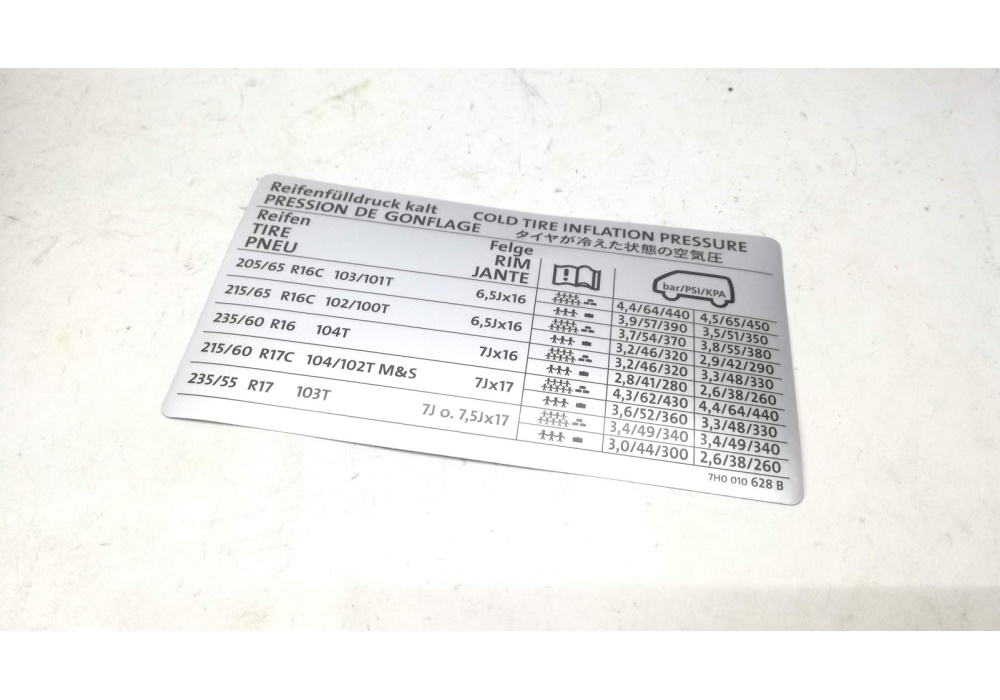 Reifenfülldruck kalt COLD TIRE INFLATION PRESSURE
PRESSION DE GONFLAGE タイヤが冷えた状態の空気圧
Reifen Felge
TIRE RIM
PNEU JANTE
bar/PSI/KPA
205/65 R16C 103/101T 6,5Jx16 4,4/64/440 4,5/65/450
3,9/57/390 3,5/51/350
215/65 R16C 102/100T 6,5Jx16 3,7/54/370 3,8/55/380
3,2/46/320 2,9/42/290
235/60 R16 104T 7Jx16 3,2/46/320 3,3/48/330
2,8/41/280 2,6/38/260
215/60 R17C 104/102T M&S 7Jx17 4,3/62/430 4,4/64/440
3,6/52/360 3,3/48/330
235/55 R17 103T 7J o. 7,5Jx17 3,4/49/340 3,4/49/340
3,0/44/300 2,6/38/260
7H0 010 628 B